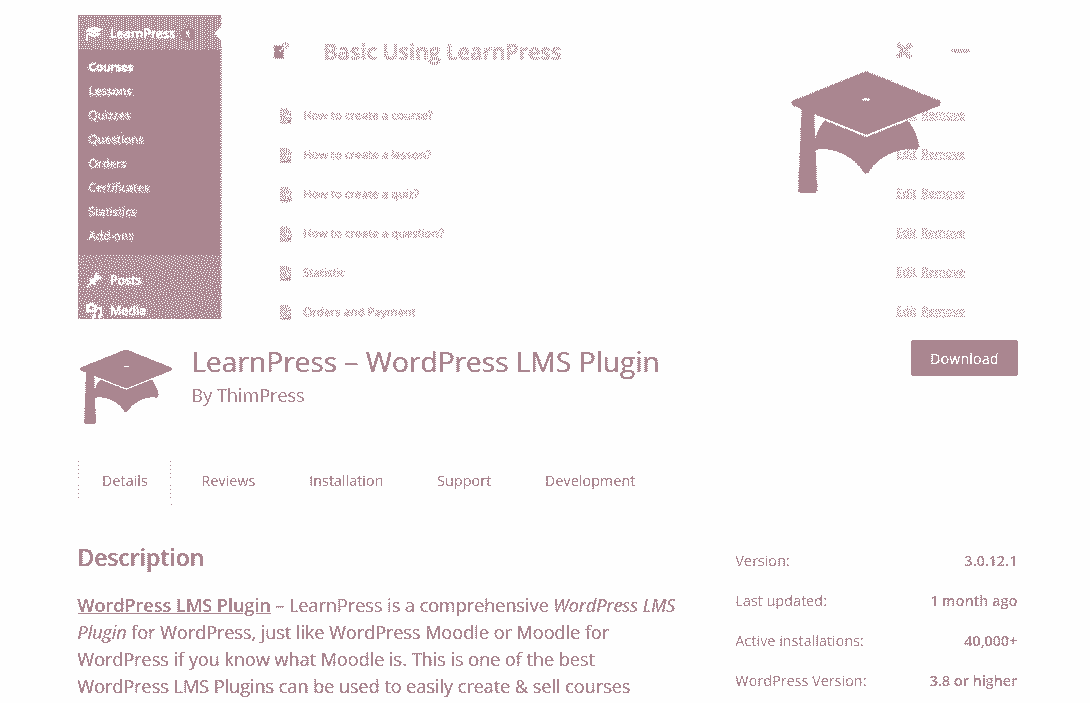 LearnPress
Courses
Lessons
Quizzes
Questions
Orders
Certificates
Statistics
Add-ons
Posts
Media
Basic Using LearnPress
How to create a course? Remove
How to create a lesson? Edit Remove
How to create a quiz? Edit Remove
How to create a question? Edit Remove
Statistic Edit Remove
Orders and Payment Edit Remove
LearnPress – WordPress LMS Plugin
By ThimPress
Download
Details Reviews Installation Support Development
Description
WordPress LMS Plugin – LearnPress is a comprehensive WordPress LMS
Plugin for WordPress, just like WordPress Moodle or Moodle for
WordPress if you know what Moodle is. This is one of the best
WordPress LMS Plugins can be used to easily create & sell courses
Version: 3.0.12.1
Last updated: 1 month ago
Active installations: 40,000+
WordPress Version: 3.8 or higher